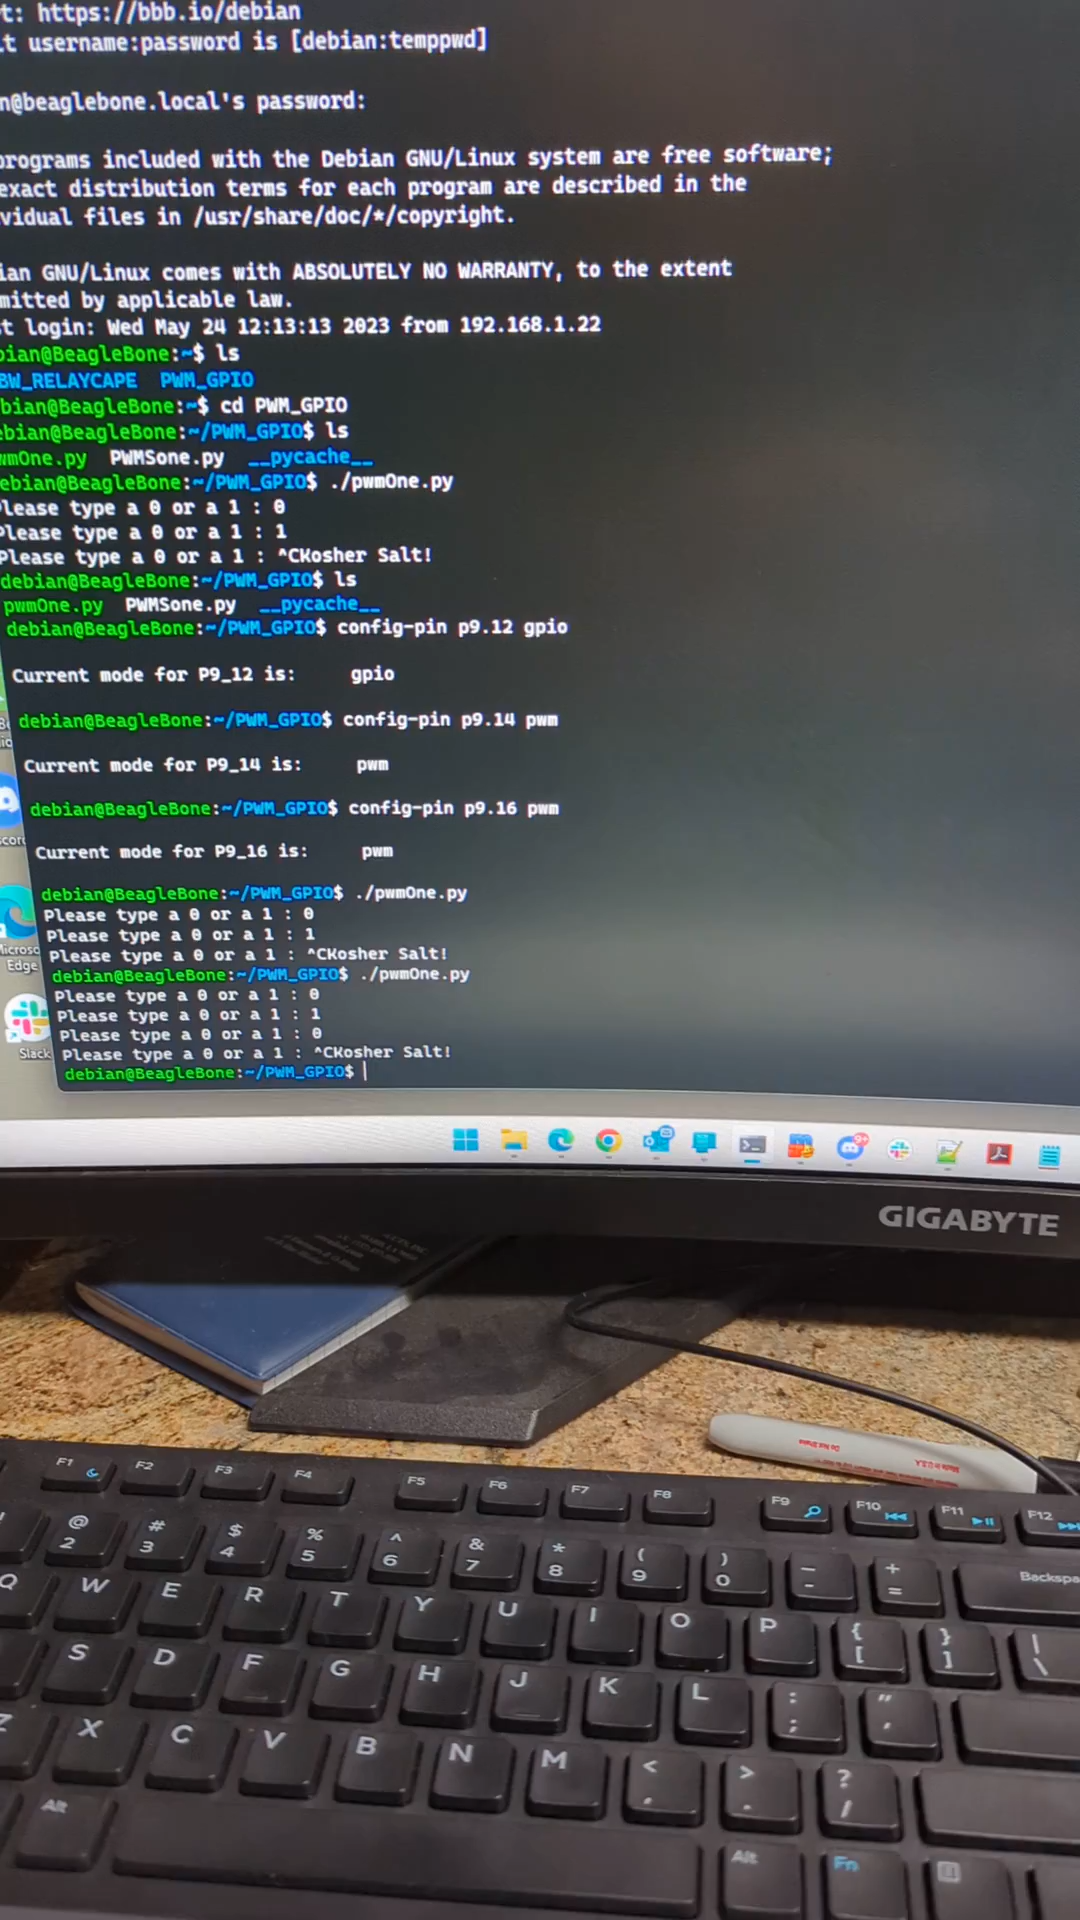 t: https://bbb.io/debian
t username:password is [debian:temppwd]
n@beaglebone.local's password:
programs included with the Debian GNU/Linux system are free software;
exact distribution terms for each program are described in the
vidual files in /usr/share/doc/*/copyright.
ian GNU/Linux comes with ABSOLUTELY NO WARRANTY, to the extent
mitted by applicable law.
t login: Wed May 24 12:13:13 2023 from 192.168.1.22
bian@BeagleBone:~$ ls
BW_RELAYCAPE PWM_GPIO
bian@BeagleBone:~$ cd PWM_GPIO
ebian@BeagleBone:~/PWM_GPIO$ ls
wmOne.py PWMSone.py __pycache__
ebian@BeagleBone:~/PWM_GPIO$ ./pwmOne.py
Please type a 0 or a 1 : 0
Please type a 0 or a 1 : 1
Please type a 0 or a 1 : ^CKosher Salt!
debian@BeagleBone:~/PWM_GPIO$ ls
pwmOne.py PWMSone.py __pycache__
debian@BeagleBone:~/PWM_GPIO$ config-pin p9.12 gpio
Current mode for P9_12 is: gpio
debian@BeagleBone:~/PWM_GPIO$ config-pin p9.14 pwm
Current mode for P9_14 is: pwm
debian@BeagleBone:~/PWM_GPIO$ config-pin p9.16 pwm
Current mode for P9_16 is: pwm
debian@BeagleBone:~/PWM_GPIO$ ./pwmOne.py
Please type a 0 or a 1 : 0
Please type a 0 or a 1 : 1
Please type a 0 or a 1 : ^CKosher Salt!
debian@BeagleBone:~/PWM_GPIO$ ./pwmOne.py
Please type a 0 or a 1 : 0
Please type a 0 or a 1 : 1
Please type a 0 or a 1 : 0
Please type a 0 or a 1 : ^CKosher Salt!
debian@BeagleBone:~/PWM_GPIO$
cord
Microso
Edge
Slack
9+
GIGABYTE
Made in U.S.A
F1 F2 F3 F4 F5 F6 F7 F8 F9 F10 F11 F12
@ # $ % ^ & * ( ) _ +
2 3 4 5 6 7 8 9 0 - = Backspa
Q W E R T Y U I O P { [ } ] | \
S D F G H J K L : ; " '
Z X C V B N M < , > . ? /
Alt Alt Fn